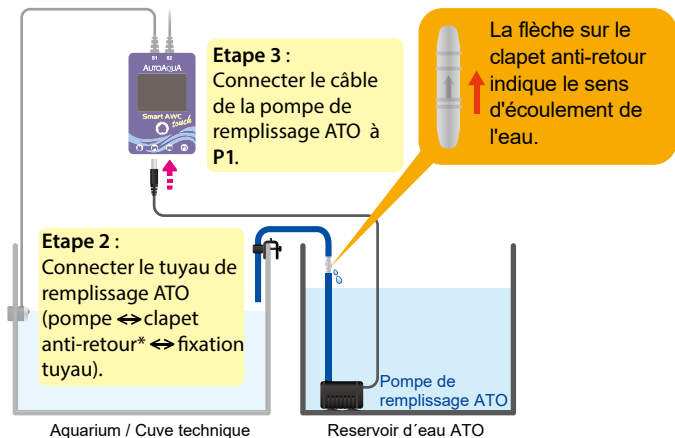 S1 S2
AUTOAQUA
Smart AWC
touch
Etape 3 :
Connecter le câble
de la pompe de
remplissage ATO à
P1.
La flèche sur le
clapet anti-retour
indique le sens
d'écoulement de
l'eau.
Etape 2 :
Connecter le tuyau de
remplissage ATO
(pompe ↔ clapet
anti-retour* ↔ fixation
tuyau).
Pompe de
remplissage ATO
Aquarium / Cuve technique
Reservoir d´eau ATO